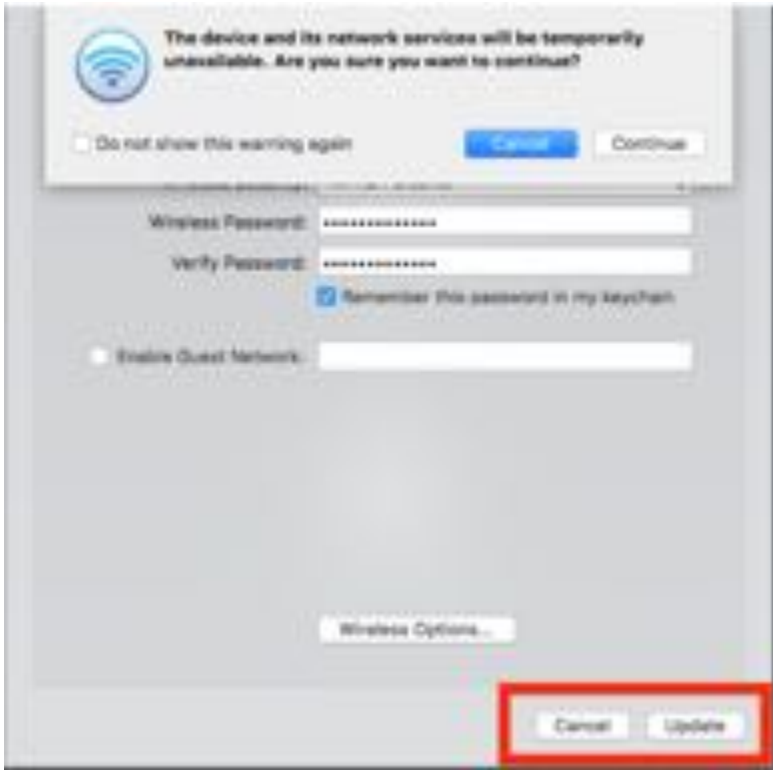 The device and its network services will be temporarily
unavailable. Are you sure you want to continue?
Do not show this warning again
Cancel
Continue
Wireless Password:
Verify Password:
Remember this password in my keychain
Enable Guest Network:
Wireless Options...
Cancel
Update